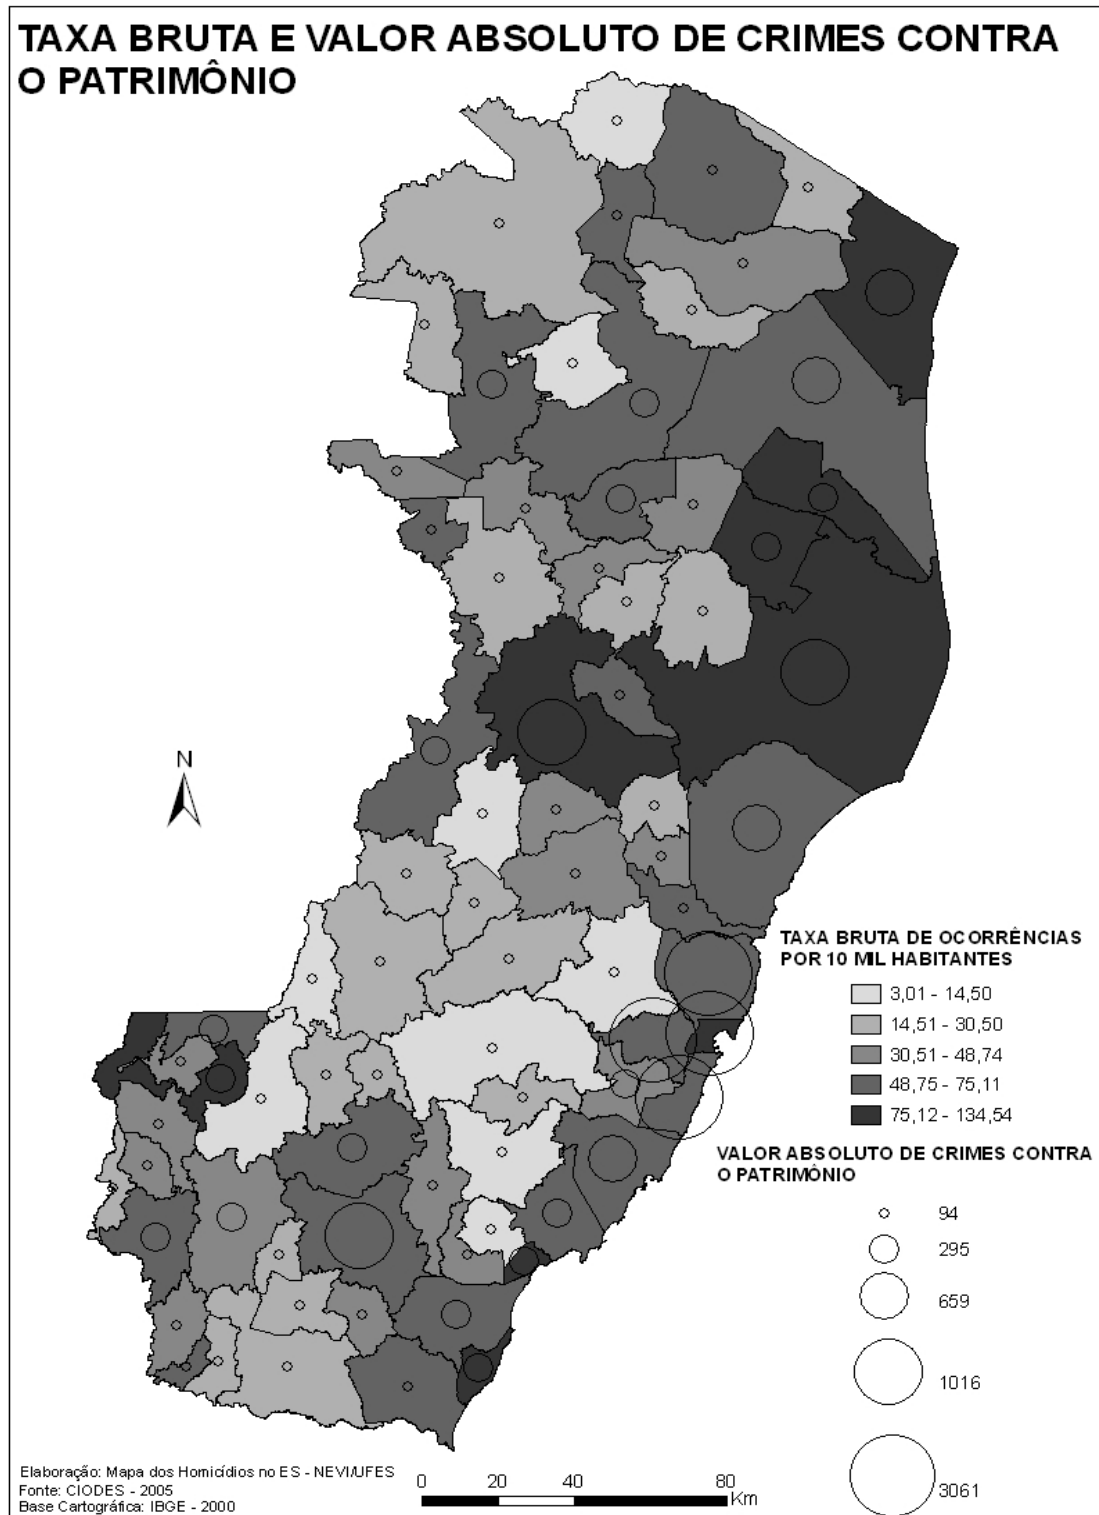 TAXA BRUTA E VALOR ABSOLUTO DE CRIMES CONTRA
O PATRIMÔNIO
N
TAXA BRUTA DE OCORRÊNCIAS
POR 10 MIL HABITANTES
3,01 - 14,50
14,51 - 30,50
30,51 - 48,74
48,75 - 75,11
75,12 - 134,54
VALOR ABSOLUTO DE CRIMES CONTRA
O PATRIMÔNIO
94
295
659
1016
3061
Elaboração: Mapa dos Homicídios no ES - NEVI/UFES
Fonte: CIODES - 2005
Base Cartográfica: IBGE - 2000
0 20 40 80
Km